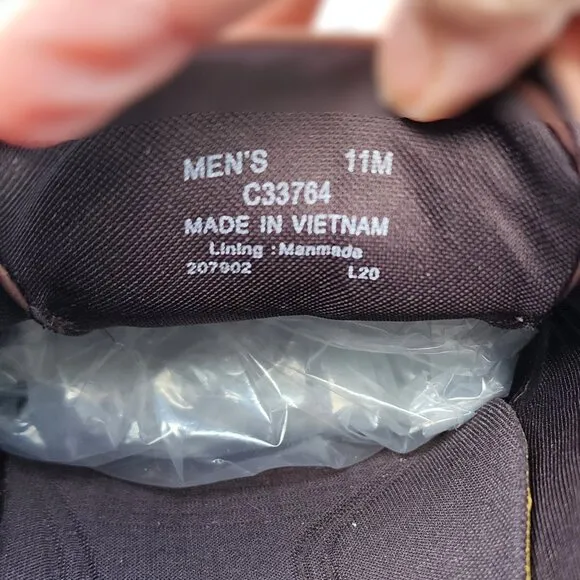 MEN'S 11M
C33764
MADE IN VIETNAM
Lining : Manmade
207902 L20